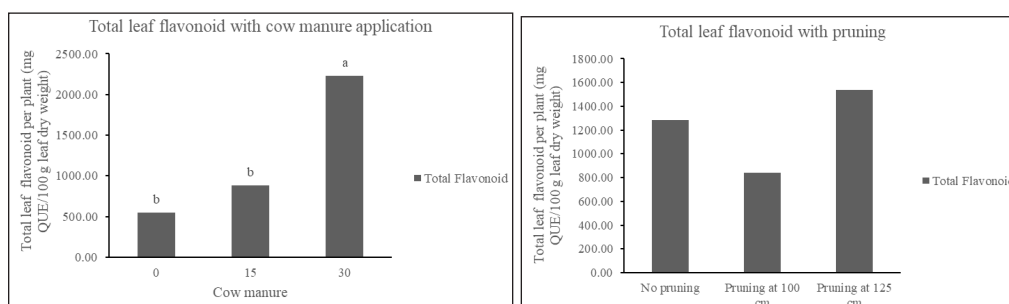 Total leaf flavonoid with cow manure application
Total leaf flavonoid per plant (mg
QUE/100 g leaf dry weight)
2500.00
2000.00
1500.00
1000.00
500.00
0.00
b
b
a
0
15
30
Cow manure
Total Flavonoid
Total leaf flavonoid with pruning
Total leaf flavonoid per plant (mg
QUE/100 g leaf dry weight)
1800.00
1600.00
1400.00
1200.00
1000.00
800.00
600.00
400.00
200.00
0.00
No pruning
Pruning at 100
cm
Pruning at 125
cm
Total Flavonoid